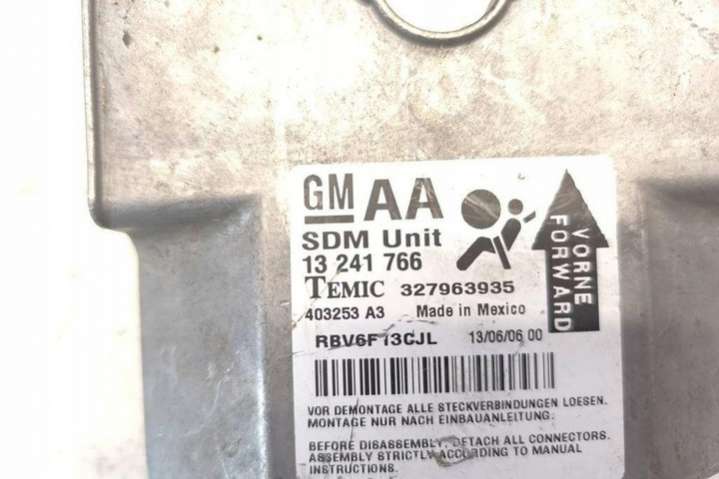 GM AA
SDM Unit
13 241 766
TEMIC 327963935
403253 A3 Made in Mexico
RBV6F13CJL 13/06/06 00
VORNE
FORWARD
VOR DEMONTAGE ALLE STECKVERBINDUNGEN LOESEN.
MONTAGE NUR NACH EINBAUANLEITUNG.
BEFORE DISASSEMBLY, DETACH ALL CONNECTORS.
ASSEMBLY STRICTLY ACCORDING TO MANUAL
INSTRUCTIONS.